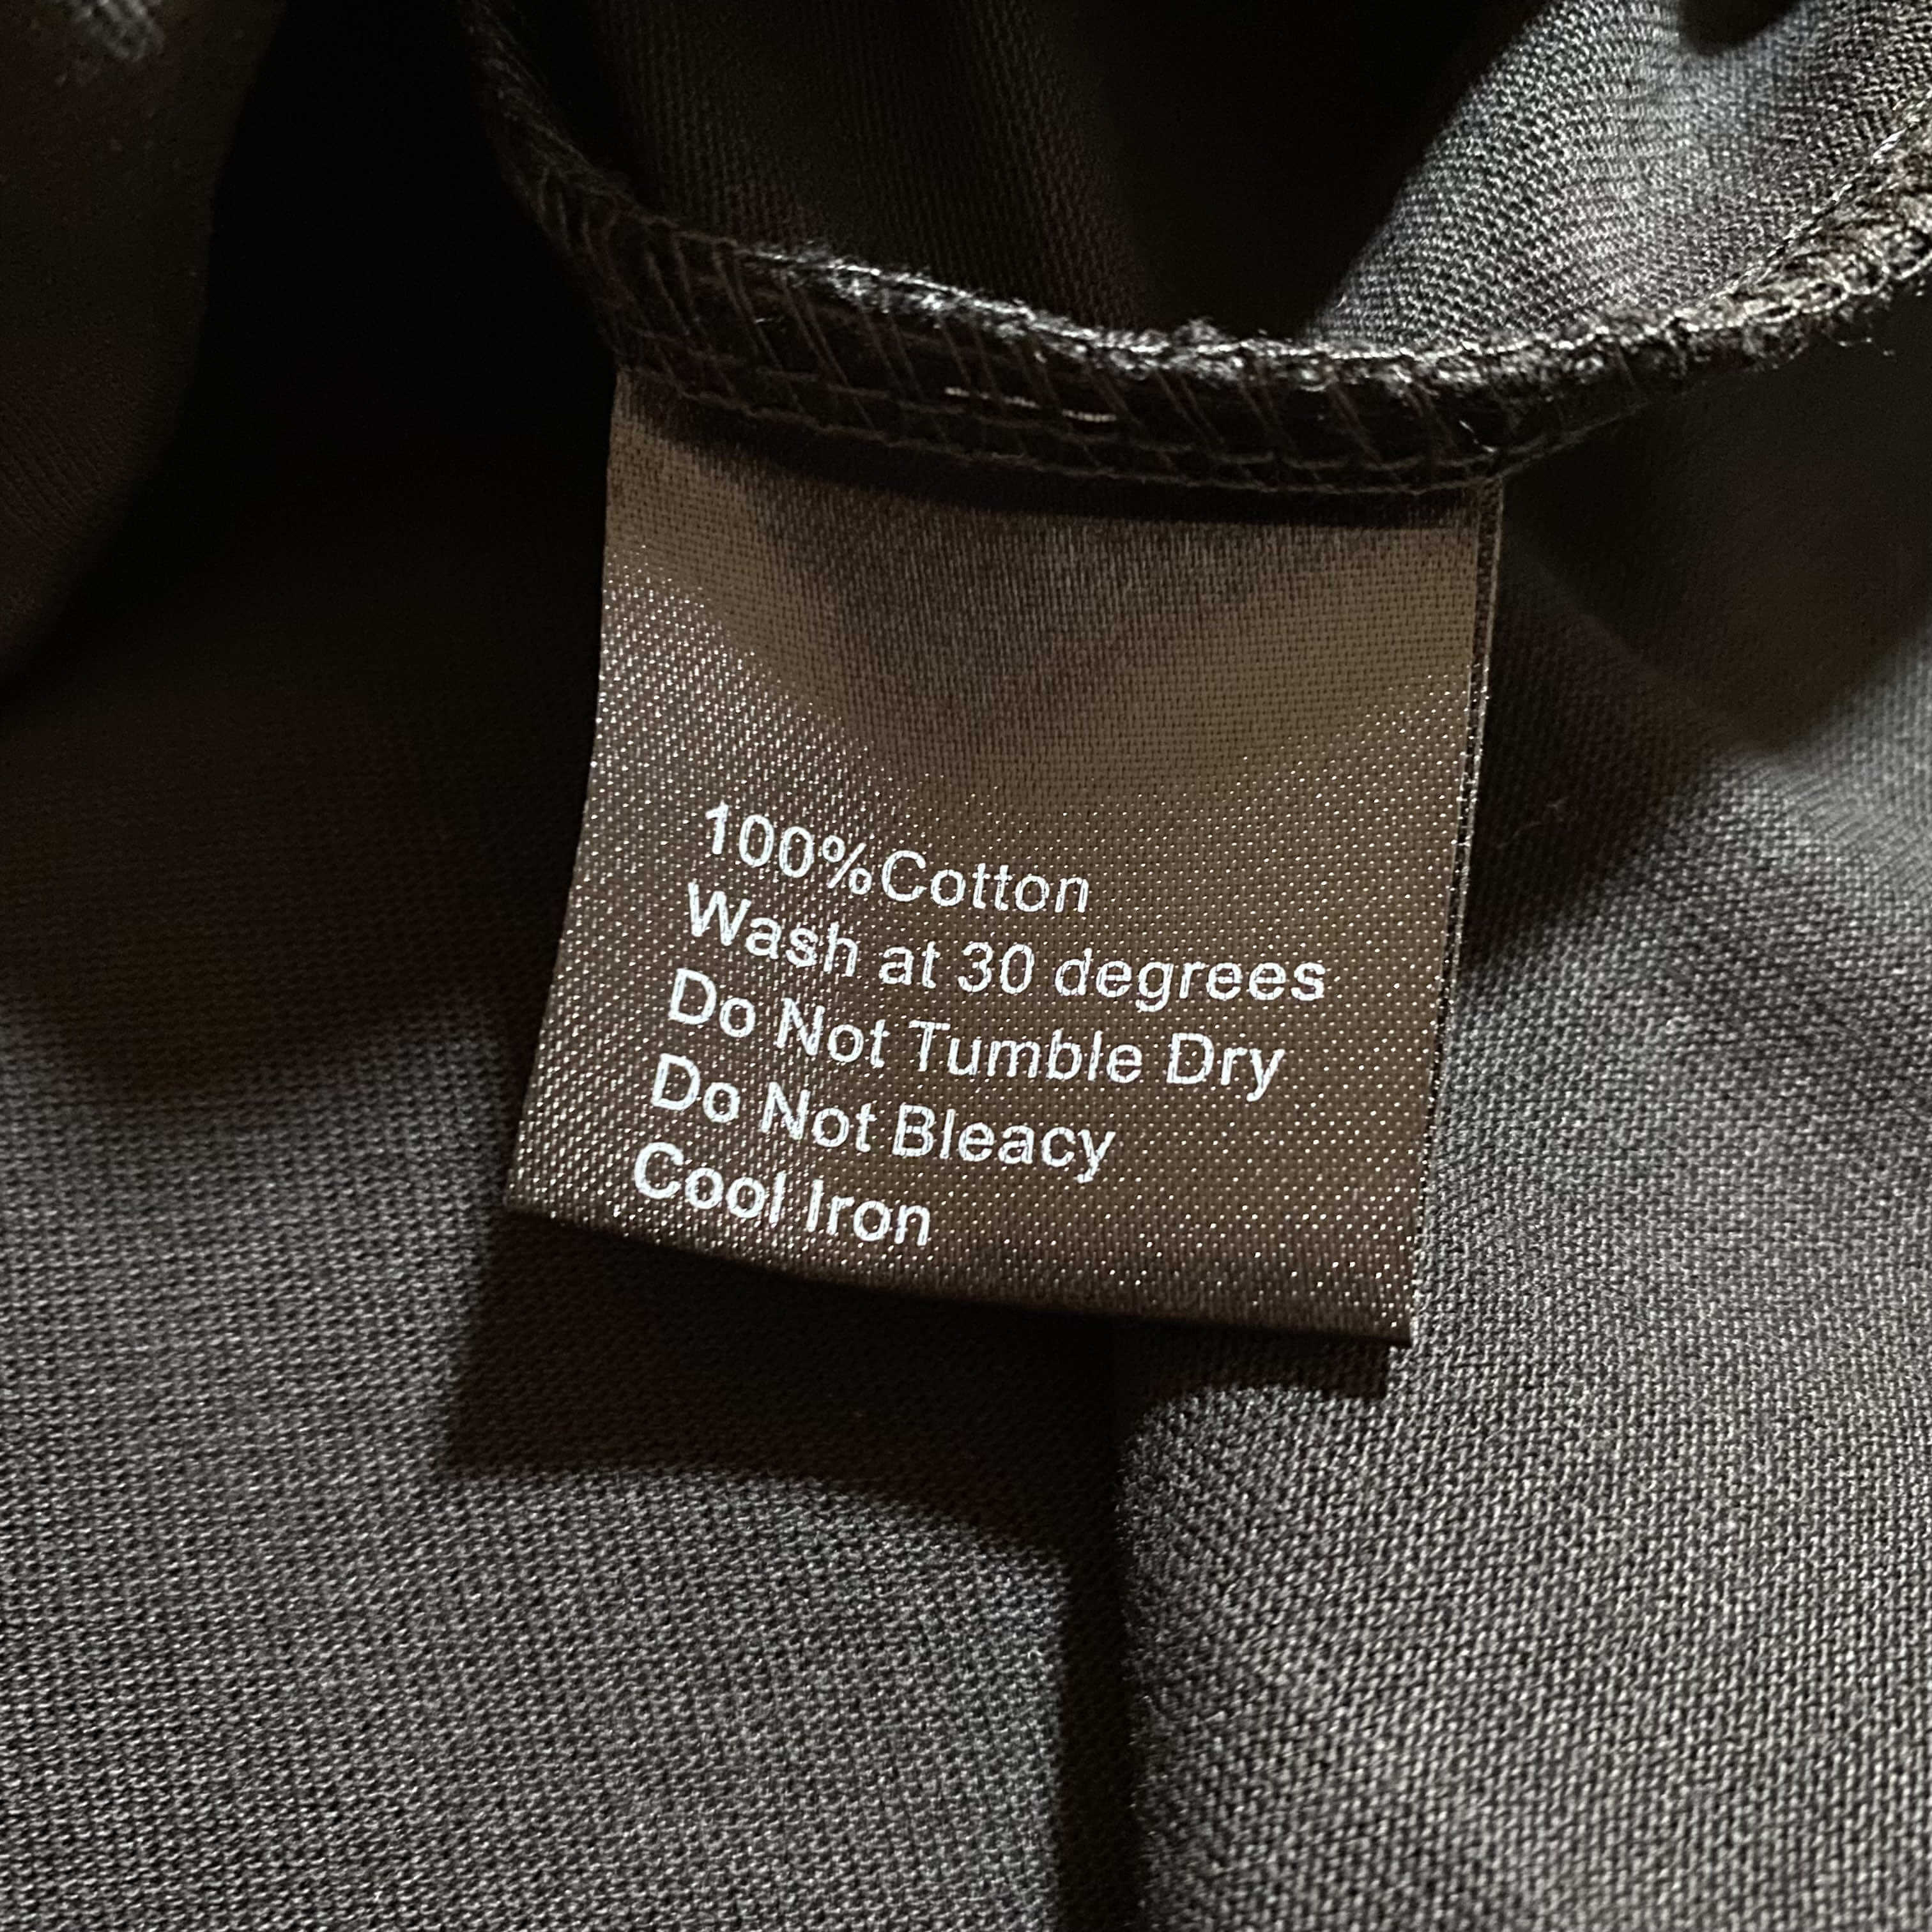 100%Cotton
Wash at 30 degrees
Do Not Tumble Dry
Do Not Bleacy
Cool Iron